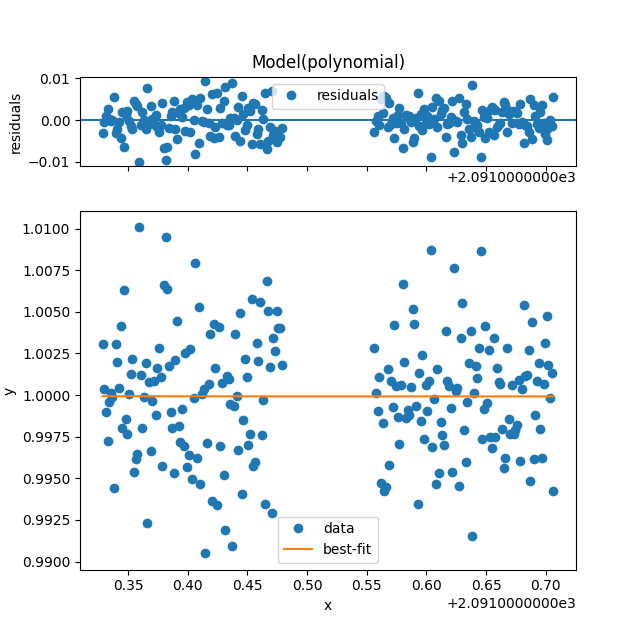 Model(polynomial)
0.01
0.00
−0.01
residuals
residuals
+2.0910000000e3
1.0100
1.0075
1.0050
1.0025
1.0000
0.9975
0.9950
0.9925
0.9900
y
data
best-fit
0.35 0.40 0.45 0.50 0.55 0.60 0.65 0.70
x
+2.0910000000e3